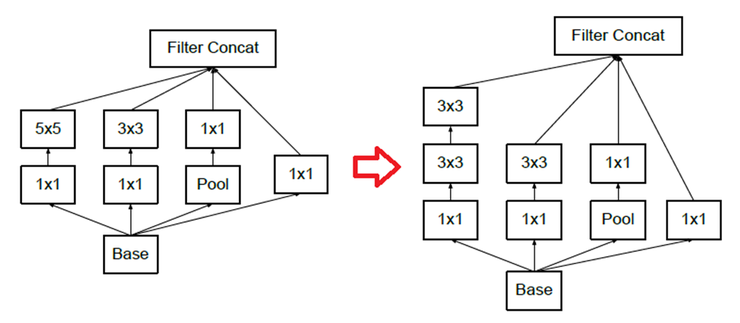 Filter Concat
5x5
3x3
1x1
1x1
1x1
Pool
1x1
Base
Filter Concat
3x3
3x3
3x3
1x1
1x1
1x1
Pool
1x1
Base